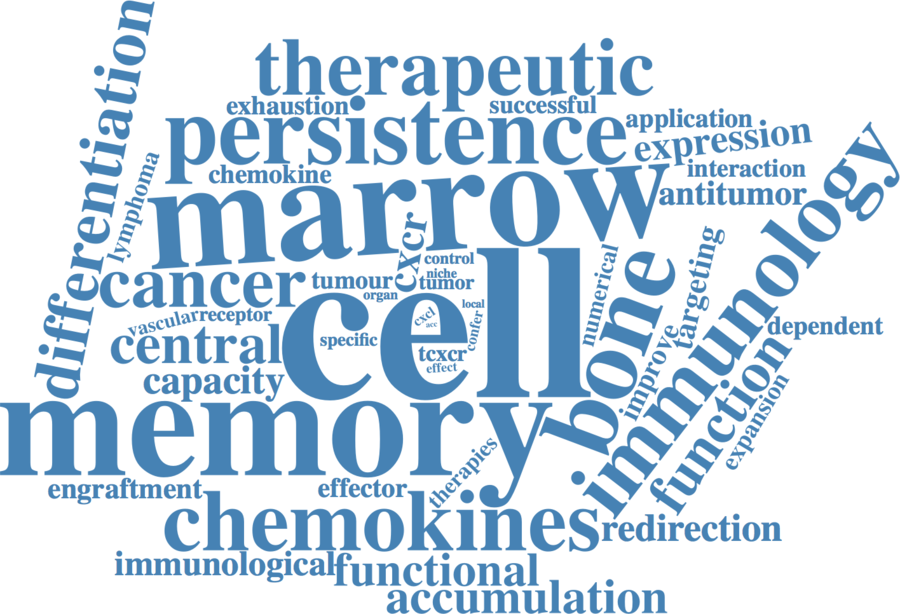 differentiation
therapeutic
exhaustion
successful
persistence
application
expression
lymphoma
chemokine
interaction
marrow
antitumor
immunology
cxcr
control
niche
cancer
tumour
tumor
organ
numerical
bone
targeting
vascular
receptor
cell
cxcl
acc
local
confer
dependent
central
specific
tcxcr
effect
improve
function
capacity
expansion
memory
therapies
engraftment
effector
chemokines
redirection
immunological
functional
accumulation